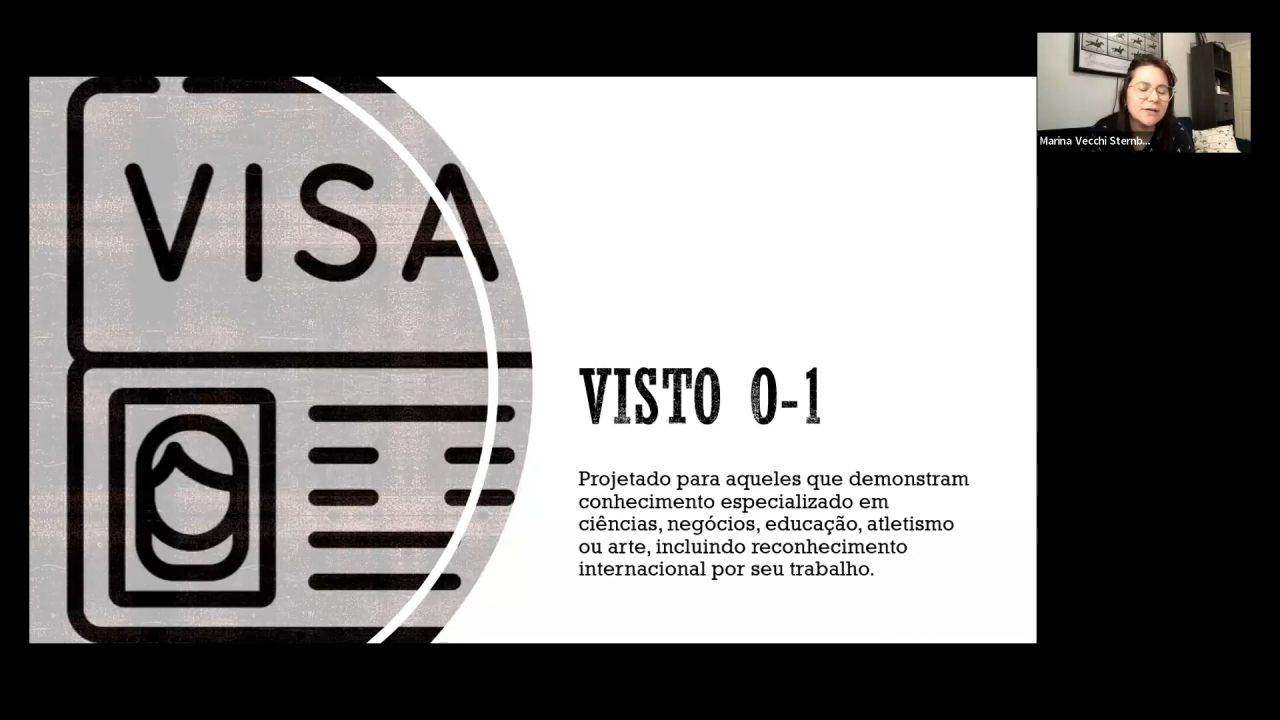 VISA
VISTO O-1
Projetado para aqueles que demonstram
conhecimento especializado em
ciências, negócios, educação, atletismo
ou arte, incluindo reconhecimento
internacional por seu trabalho.
Marina Vecchi Sternb...